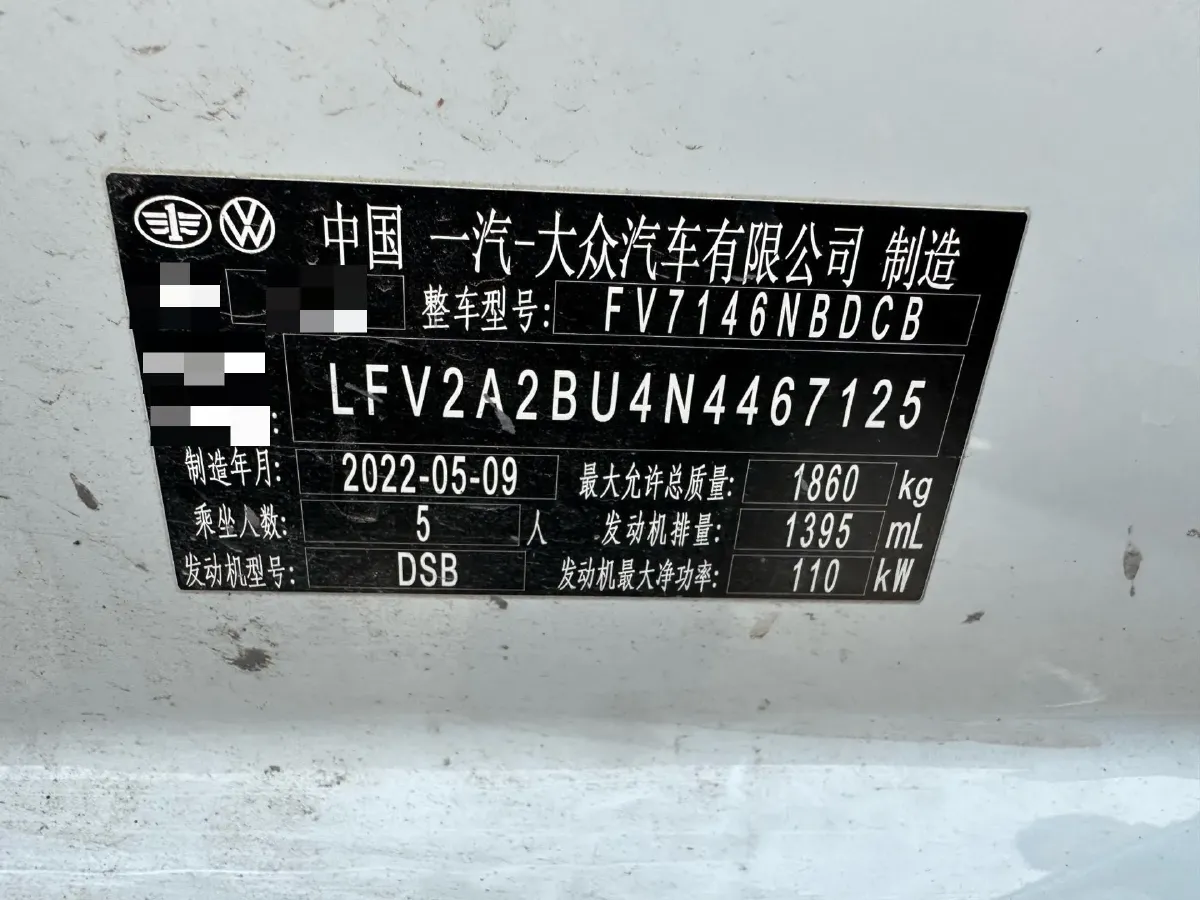 中国 一汽-大众汽车有限公司 制造
整车型号: FV7146NBDCB
: LFV2A2BU4N4467125
制造年月: 2022-05-09 最大允许总质量: 1860 kg
乘坐人数: 5 人 发动机排量: 1395 mL
发动机型号: DSB 发动机最大净功率: 110 kW